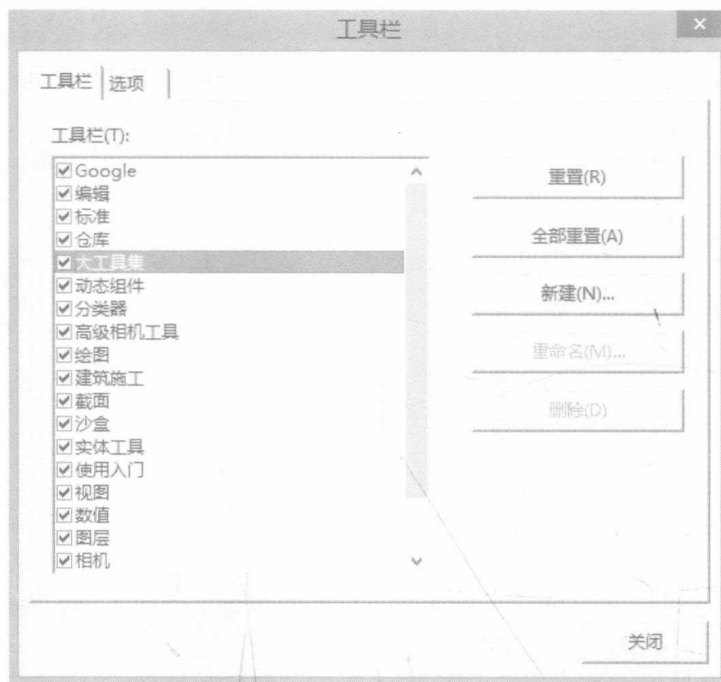 工具栏
工具栏
选项
工具栏(T):
Google
编辑
标准
仓库
大工具集
动态组件
分类器
高级相机工具
绘图
建筑施工
截面
沙盒
实体工具
使用入门
视图
数值
图层
相机
重置(R)
全部重置(A)
新建(N)...
重命名(M)...
删除(D)
关闭